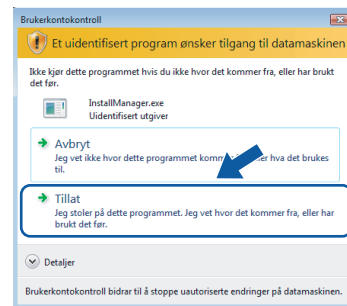 Brukerkontokontroll
Et uidentifisert program ønsker tilgang til datamaskinen
Ikke kjør dette programmet hvis du ikke hvor det kommer fra, eller har brukt
det før.
InstallManager.exe
Uidentifisert utgiver
Avbryt
Jeg vet ikke hvor dette programmet kommer hva det brukes
til.
Tillat
Jeg stoler på dette programmet. Jeg vet hvor det kommer fra, eller har
brukt det før.
Detaljer
Brukerkontokontroll bidrar til å stoppe uautoriserte endringer på datamaskinen.